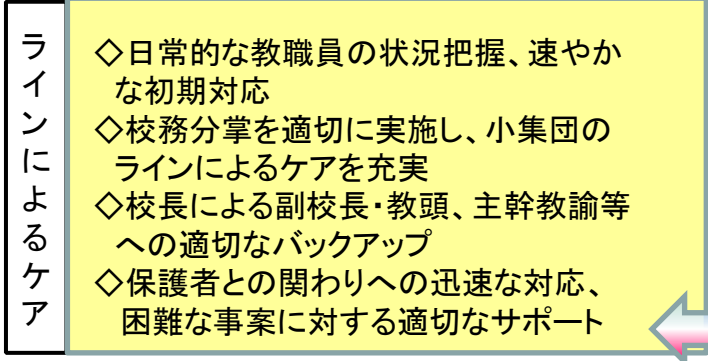 ラインによるケア
◇日常的な教職員の状況把握、速やか
な初期対応
◇校務分掌を適切に実施し、小集団の
ラインによるケアを充実
◇校長による副校長・教頭、主幹教諭等
への適切なバックアップ
◇保護者との関わりへの迅速な対応、
困難な事案に対する適切なサポート